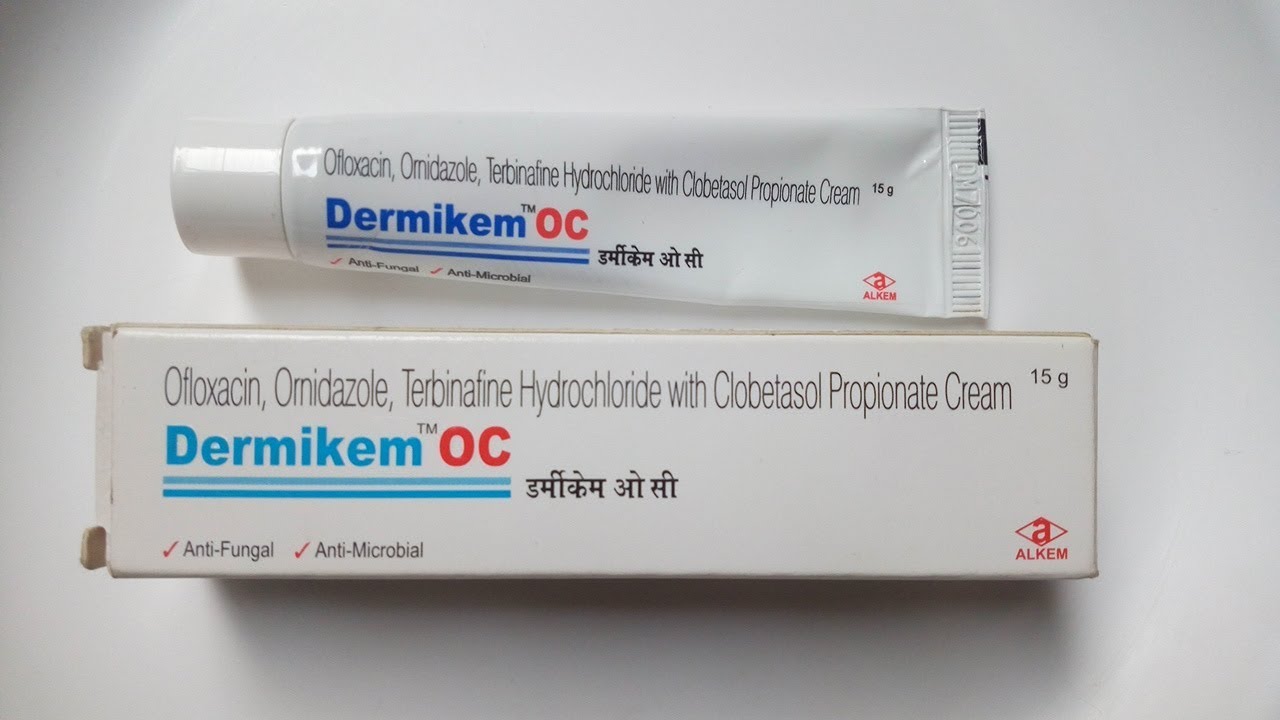 Ofloxacin, Ornidazole, Terbinafine Hydrochloride with Clobetasol Propionate Cream 15 g
Dermikem™ OC
डर्मीकेम ओ सी
✓ Anti-Fungal ✓ Anti-Microbial
a
ALKEM
DM7006
Ofloxacin, Ornidazole, Terbinafine Hydrochloride with Clobetasol Propionate Cream 15 g
Dermikem™ OC
डर्मीकेम ओ सी
✓ Anti-Fungal ✓ Anti-Microbial
a
ALKEM